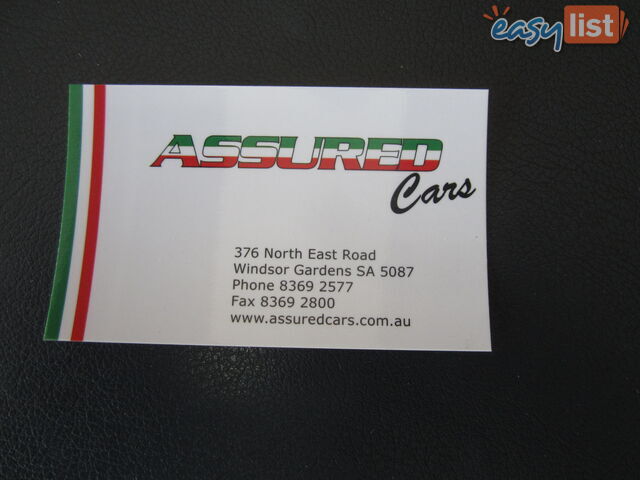 easylist
ASSURED
Cars
376 North East Road
Windsor Gardens SA 5087
Phone 8369 2577
Fax 8369 2800
www.assuredcars.com.au